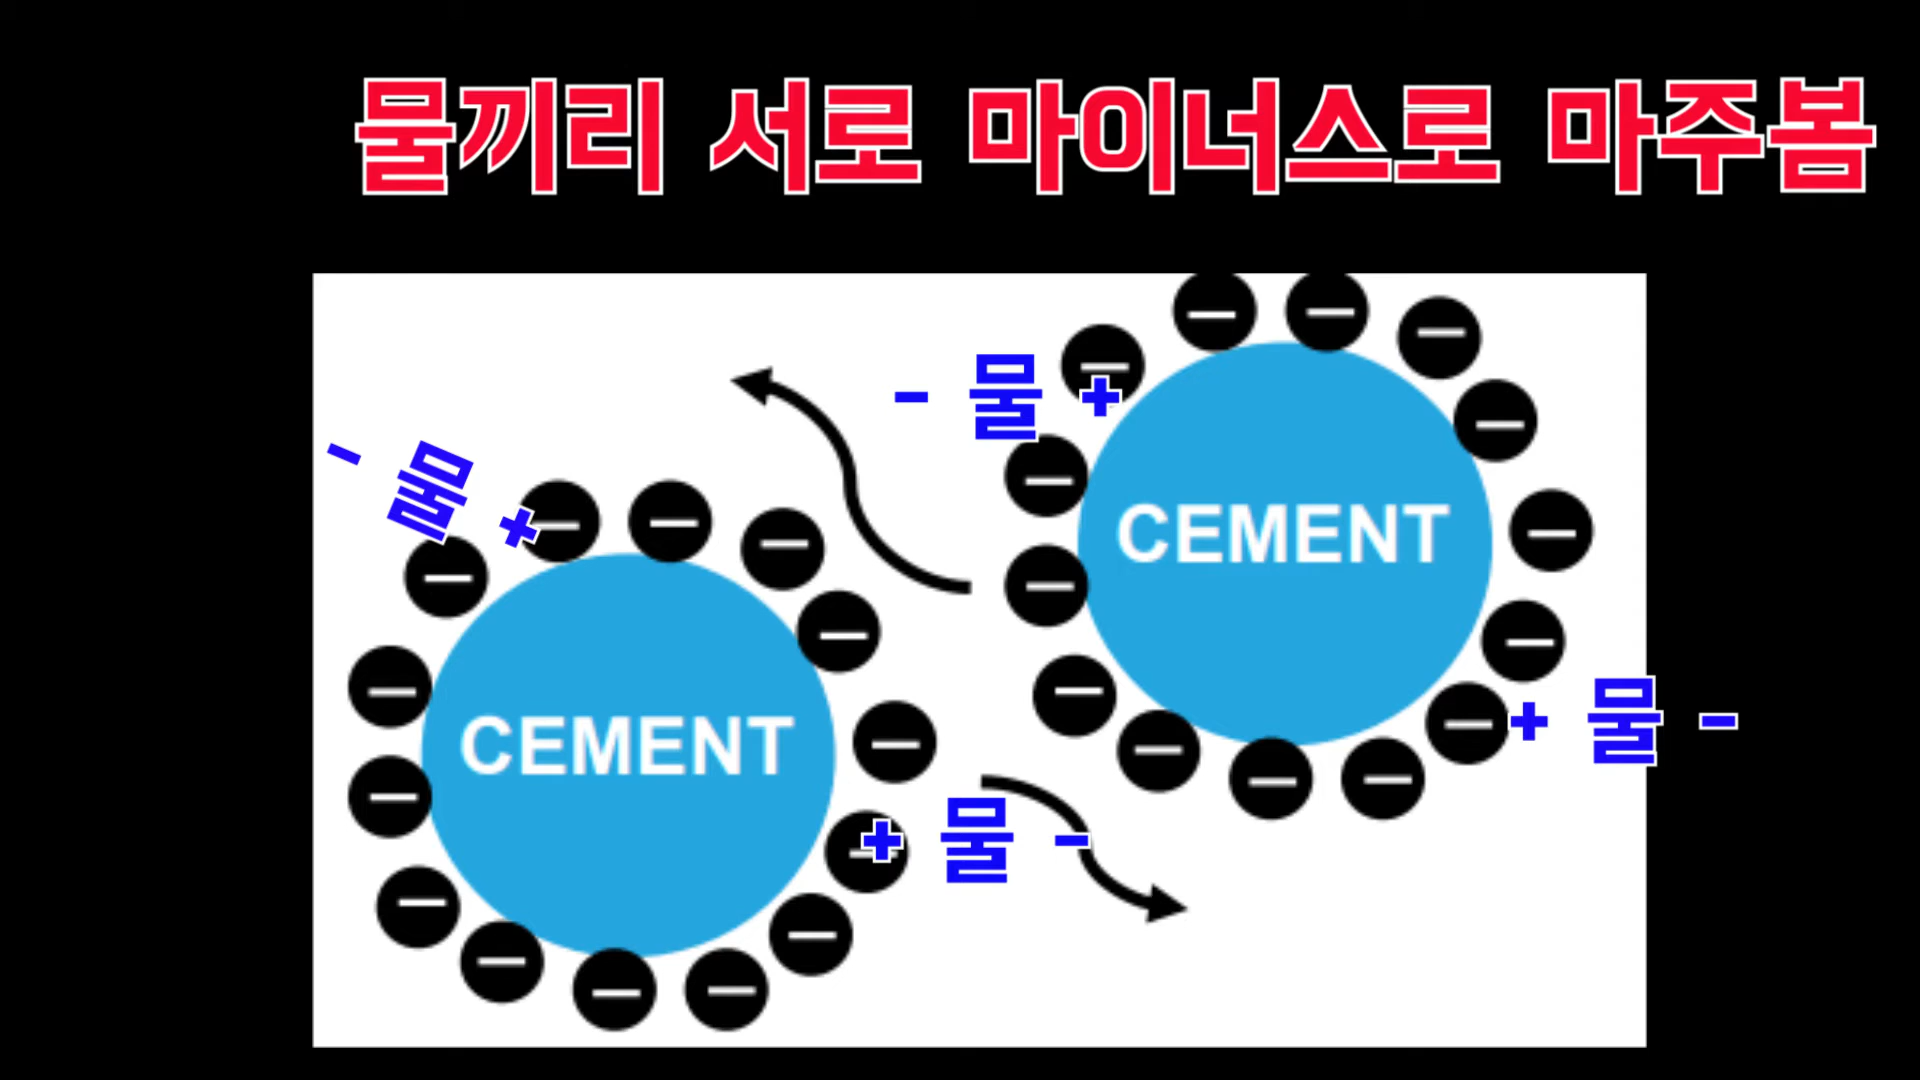 물끼리 서로 마이너스로 마주봄
- 물 +
- 물 +
CEMENT
CEMENT
+ 물 -
+ 물 -